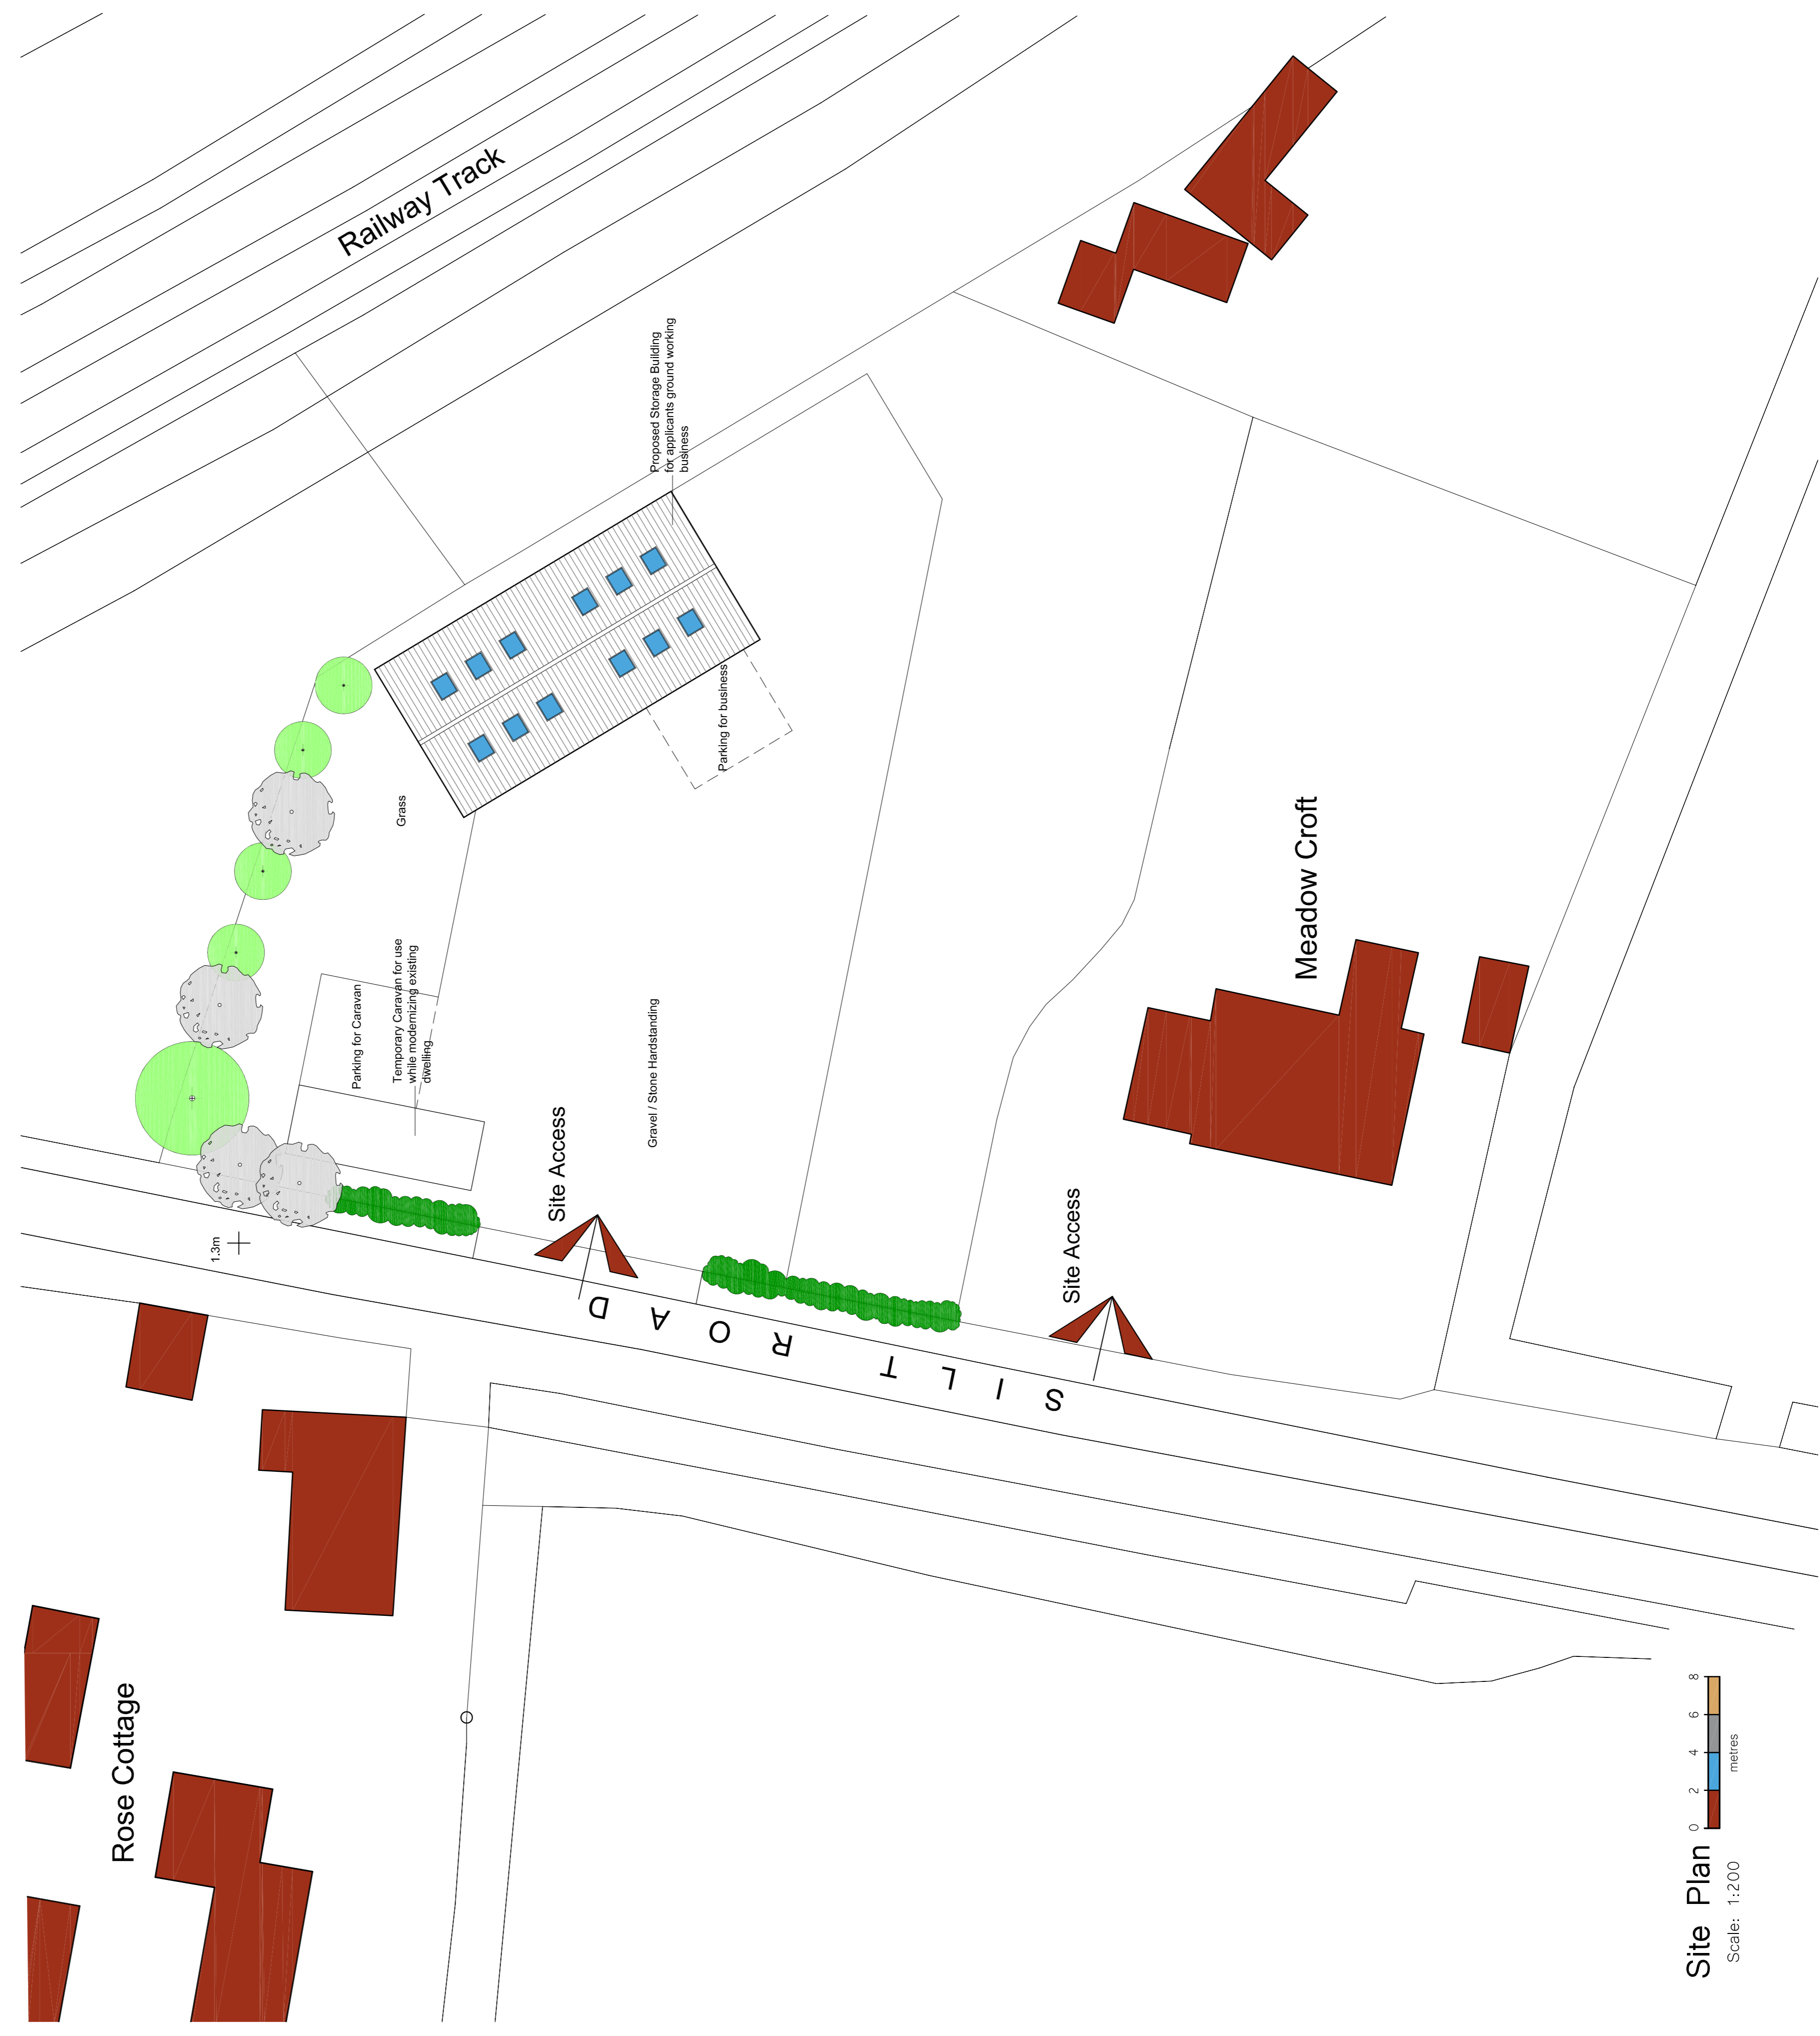 Railway Track
Proposed Storage Building
for applicants ground working
business
Parking for business
Grass
Parking for Caravan
Temporary Caravan for use
while modernizing existing
dwelling
Gravel / Stone Hardstanding
Site Access
Site Access
Meadow Croft
1.3m
SILT ROAD
Rose Cottage
0 2 4 6 8
metres
Site Plan
Scale: 1:200